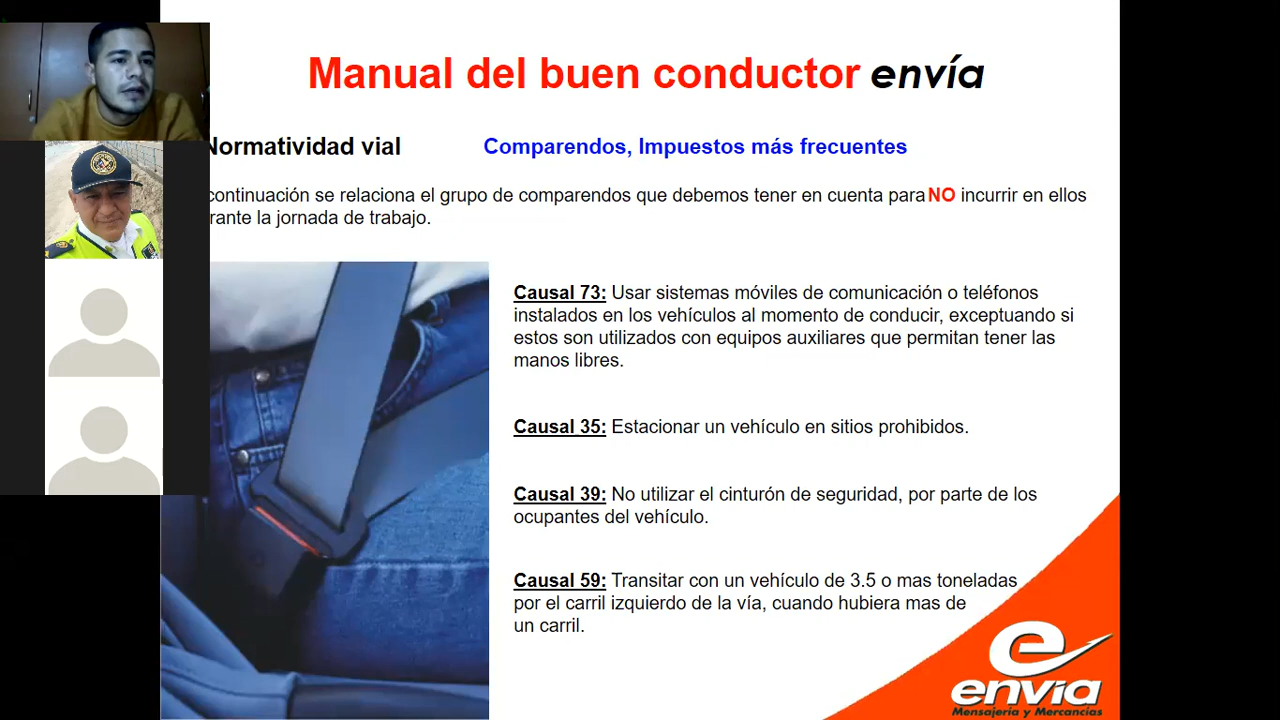 Manual del buen conductor envía
Normatividad vial
Comparendos, Impuestos más frecuentes
continuación se relaciona el grupo de comparendos que debemos tener en cuenta para NO incurrir en ellos
rante la jornada de trabajo.
Causal 73: Usar sistemas móviles de comunicación o teléfonos
instalados en los vehículos al momento de conducir, exceptuando si
estos son utilizados con equipos auxiliares que permitan tener las
manos libres.
Causal 35: Estacionar un vehículo en sitios prohibidos.
Causal 39: No utilizar el cinturón de seguridad, por parte de los
ocupantes del vehículo.
Causal 59: Transitar con un vehículo de 3.5 o mas toneladas
por el carril izquierdo de la vía, cuando hubiera mas de
un carril.
e
envía
Mensajería y Mercancías